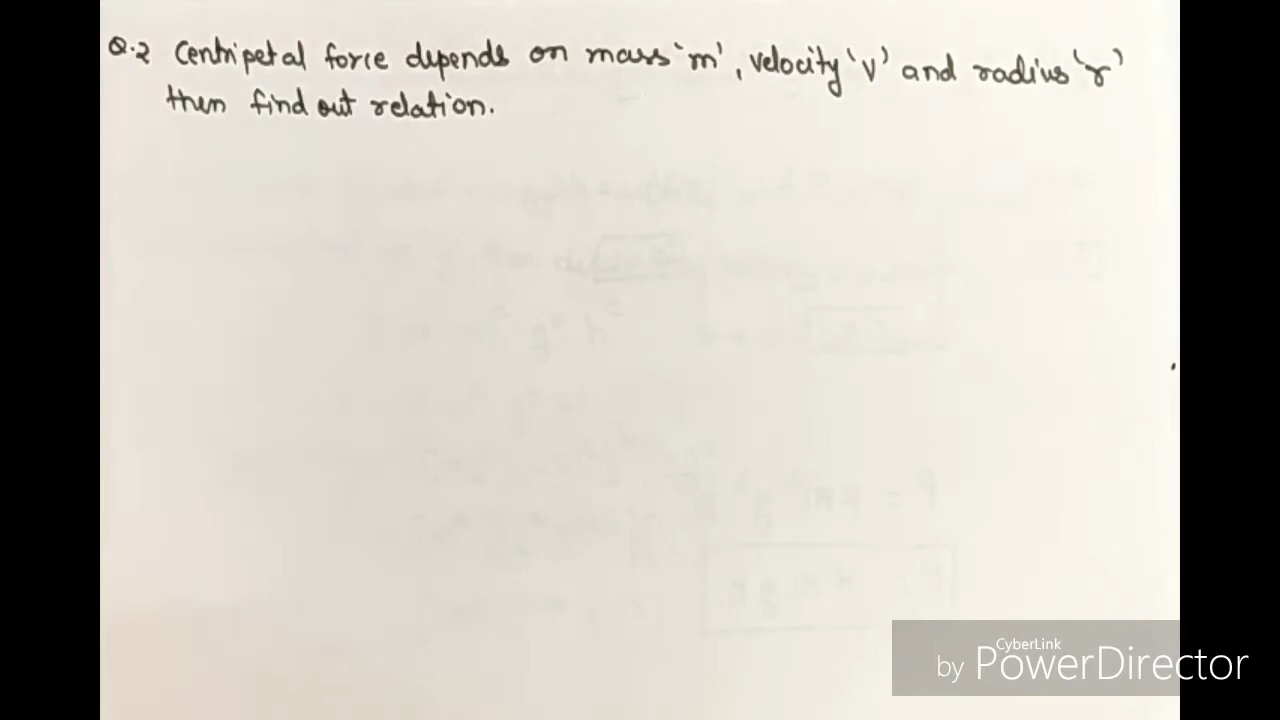 Q.2 Centripetal force depends on mass 'm', velocity 'v' and radius 'r'
then find out relation.
CyberLink
by PowerDirector